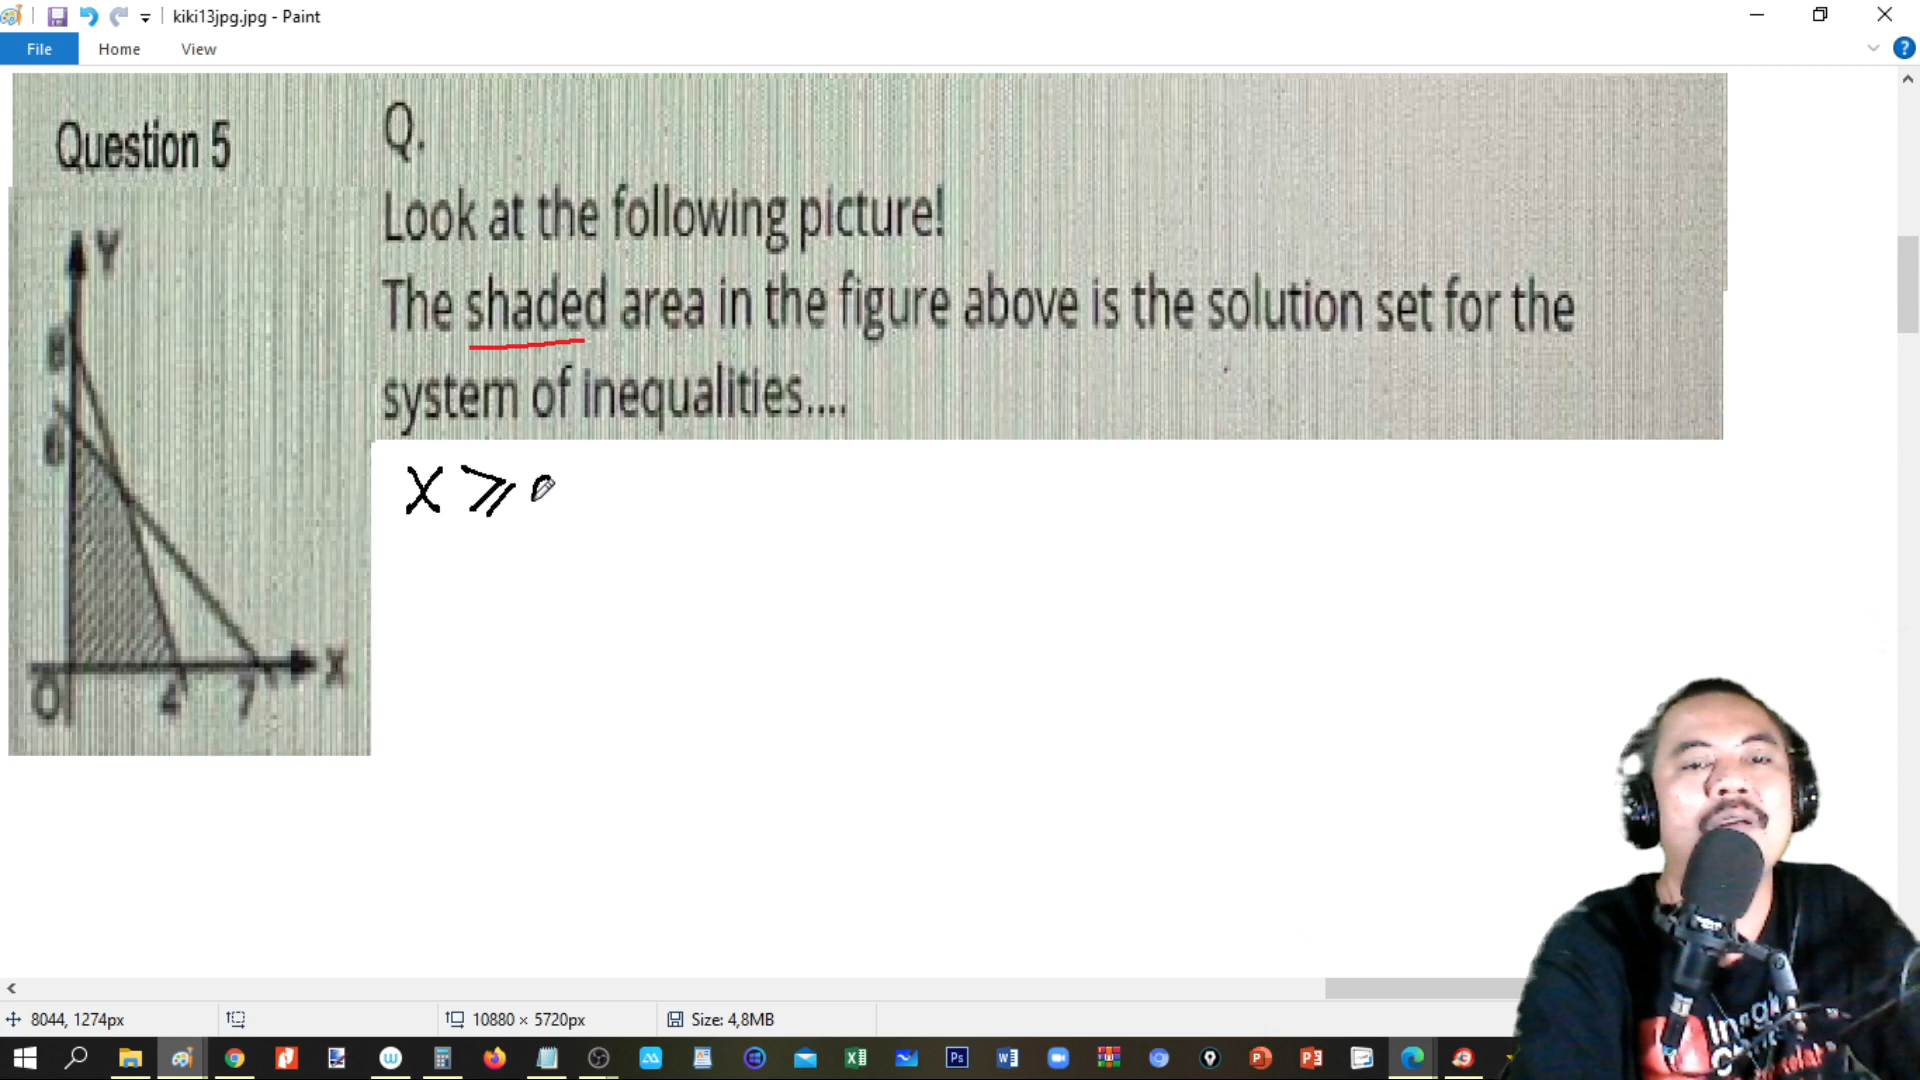 kiki13jpg.jpg - Paint
File Home View
Question 5
Q.
Look at the following picture!
The shaded area in the figure above is the solution set for the
system of inequalities....
Y
8
6
O 4 7 X
X ⩾
8044, 1274px
10880 × 5720px
Size: 4,8MB